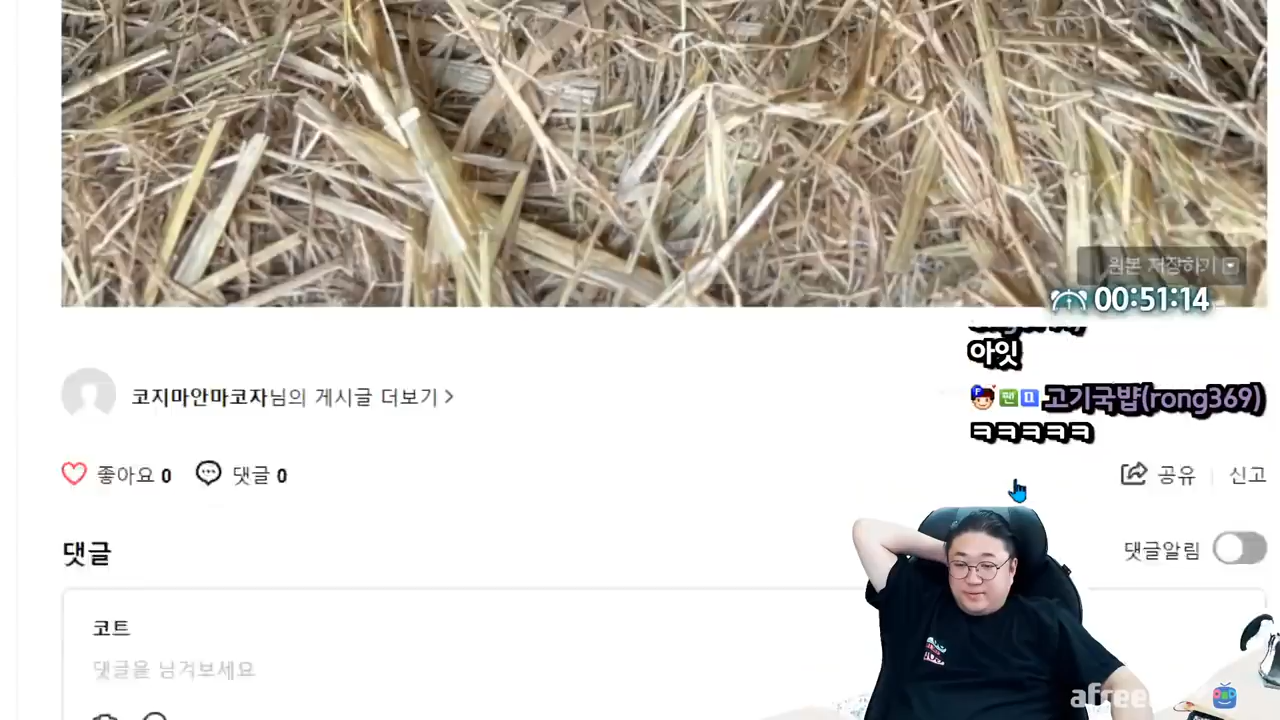 원본 저장하기
00:51:14
아잇
고기국밥(rong369)
ㅋㅋㅋㅋㅋ
코지마안마코자님의 게시글 더보기
좋아요 0 댓글 0
공유 신고
댓글
댓글알림
코트
댓글을 남겨보세요